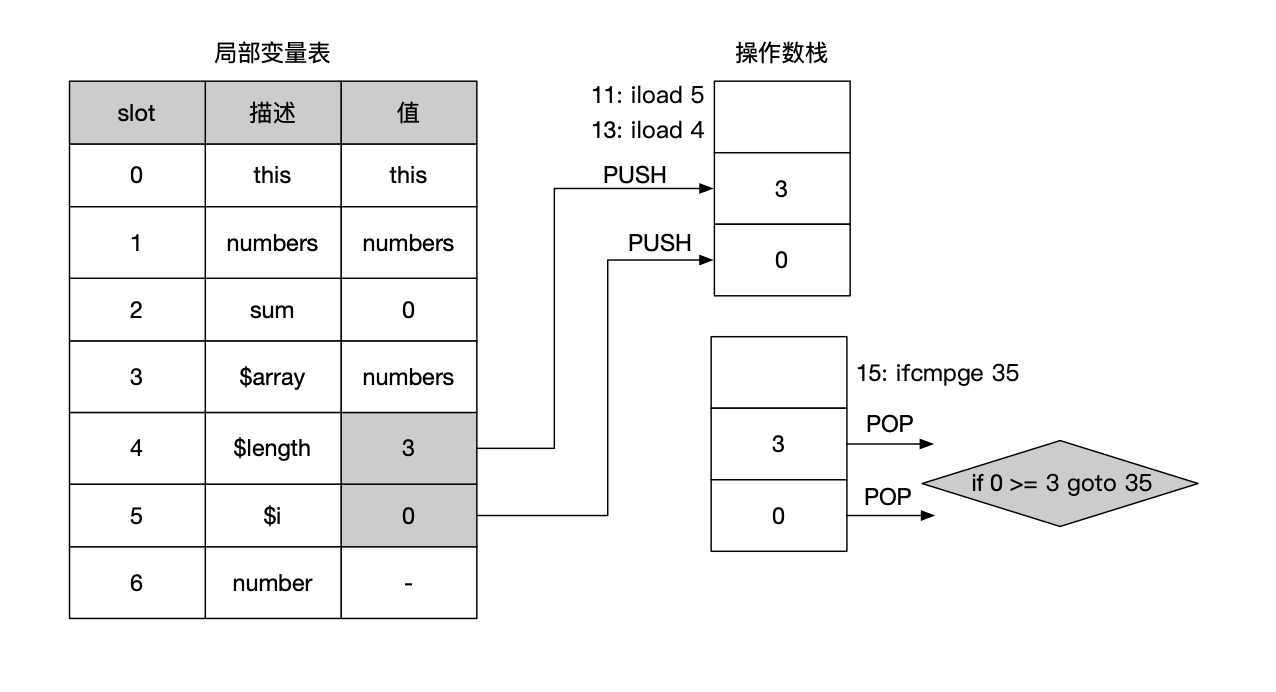 局部变量表
slot 描述 值
0 this this
1 numbers numbers
2 sum 0
3 $array numbers
4 $length 3
5 $i 0
6 number -
操作数栈
11: iload 5
13: iload 4
PUSH
3
PUSH
0
15: ifcmpge 35
POP
3
POP
0
if 0 >= 3 goto 35